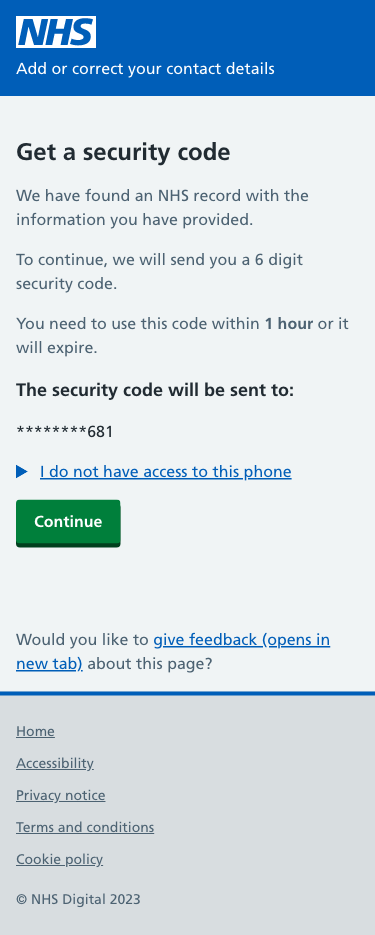 NHS
Add or correct your contact details
Get a security code
We have found an NHS record with the
information you have provided.
To continue, we will send you a 6 digit
security code.
You need to use this code within 1 hour or it
will expire.
The security code will be sent to:
********681
I do not have access to this phone
Continue
Would you like to give feedback (opens in
new tab) about this page?
Home
Accessibility
Privacy notice
Terms and conditions
Cookie policy
© NHS Digital 2023